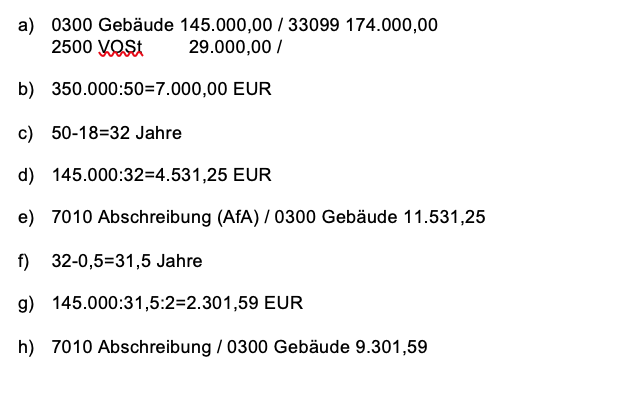 a) 0300 Gebäude 145.000,00 / 33099 174.000,00
2500 VOSt 29.000,00 /
b) 350.000:50=7.000,00 EUR
c) 50-18=32 Jahre
d) 145.000:32=4.531,25 EUR
e) 7010 Abschreibung (AfA) / 0300 Gebäude 11.531,25
f) 32-0,5=31,5 Jahre
g) 145.000:31,5:2=2.301,59 EUR
h) 7010 Abschreibung / 0300 Gebäude 9.301,59